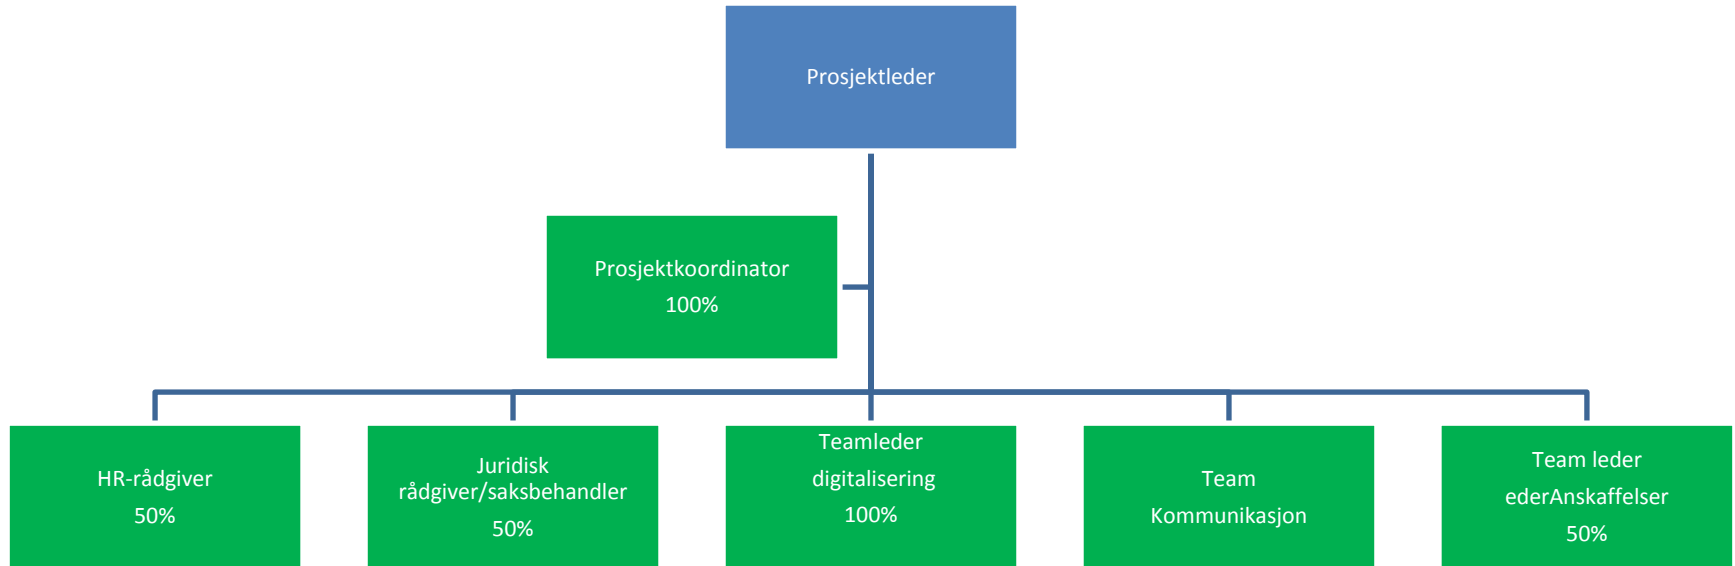 Prosjektleder
Prosjektkoordinator
100%
HR-rådgiver
50%
Juridisk
rådgiver/saksbehandler
50%
Teamleder
digitalisering
100%
Team
Kommunikasjon
Team leder
ederAnskaffelser
50%